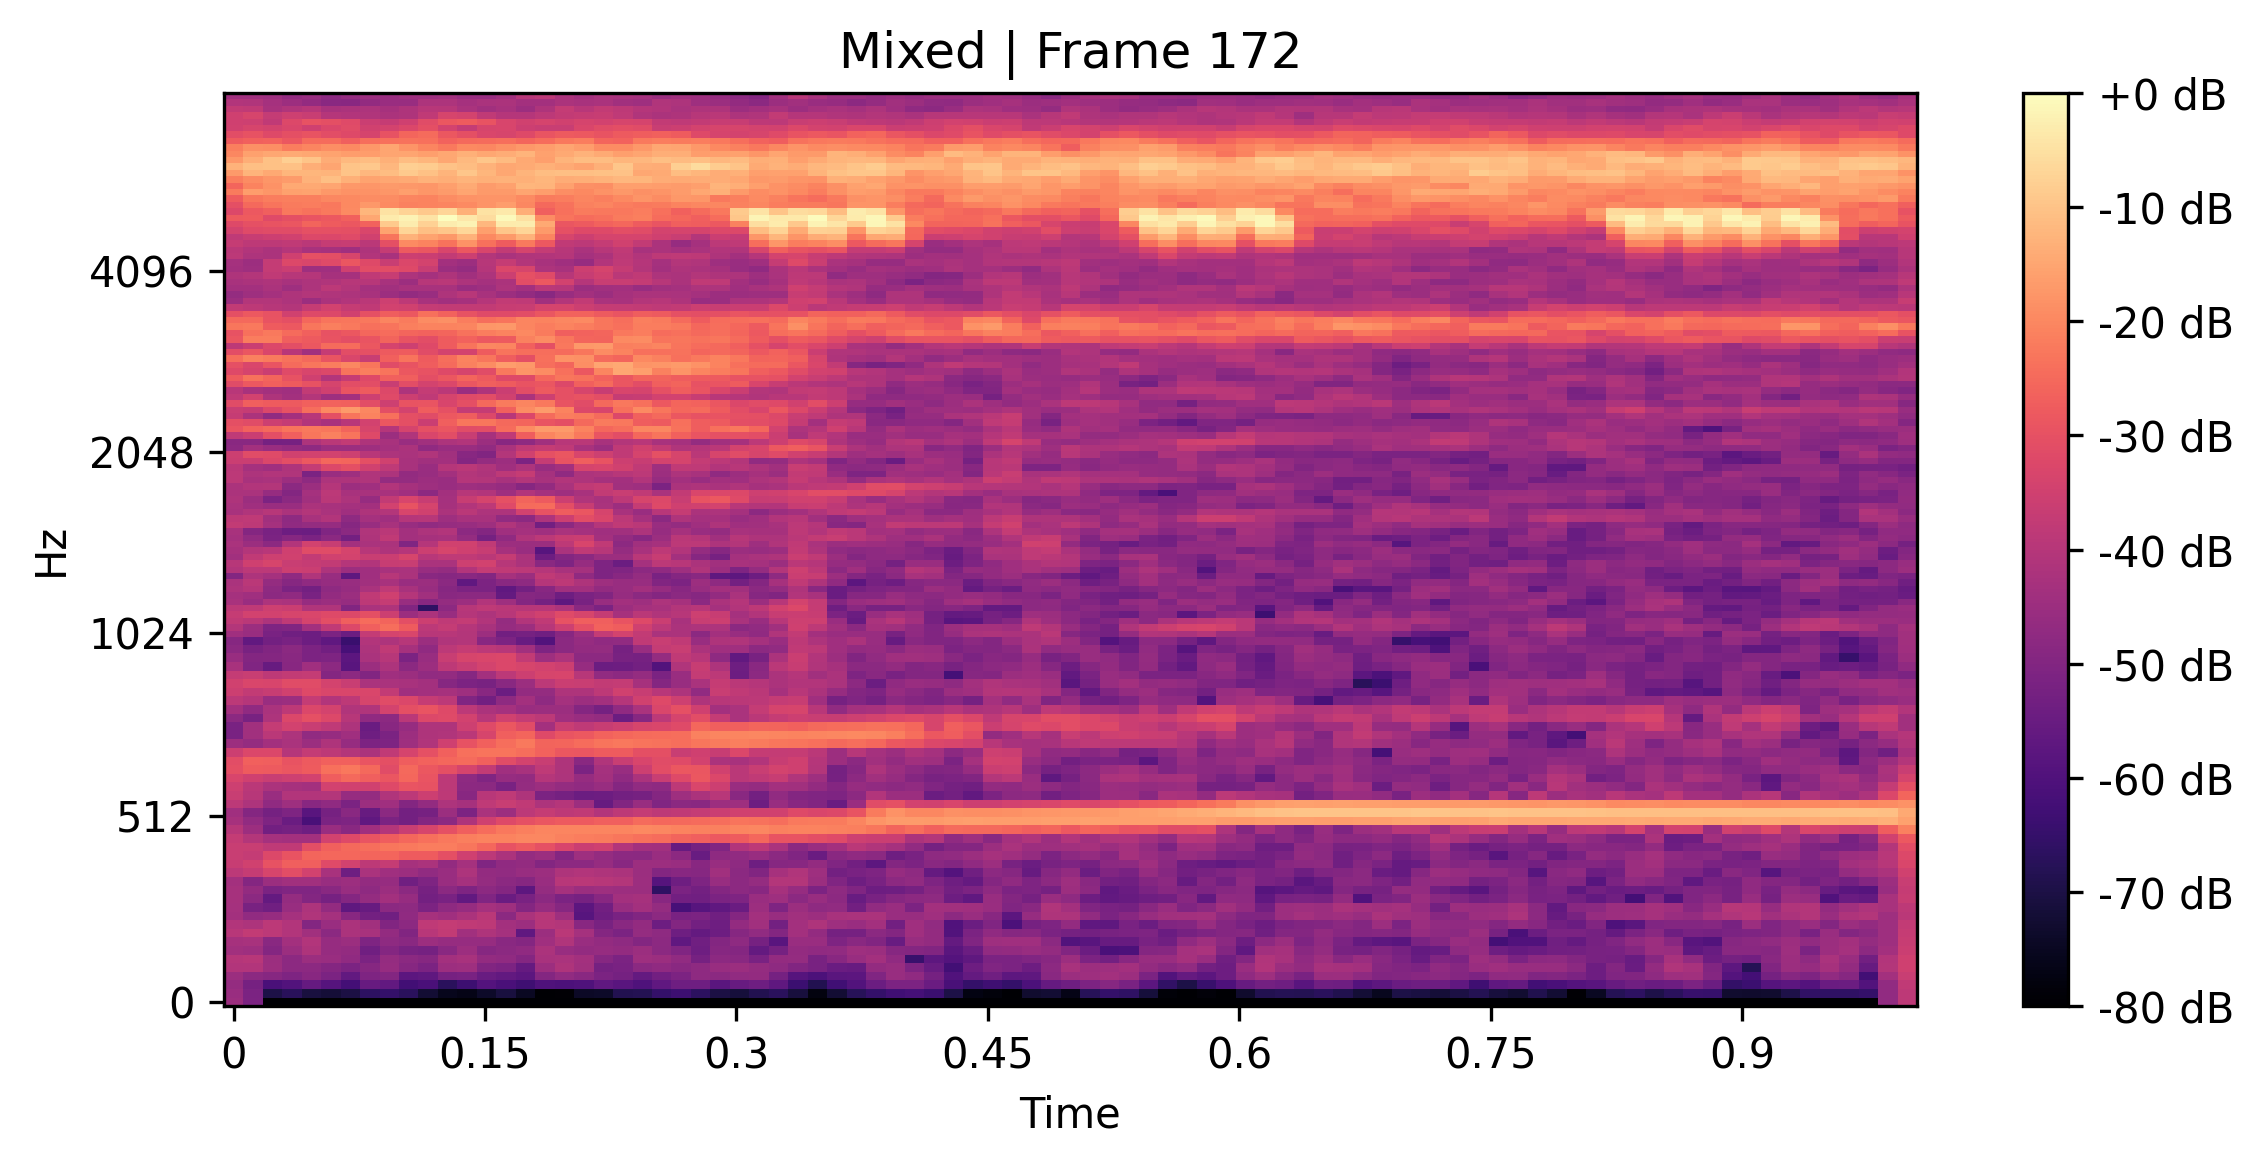 Mixed | Frame 172
Hz
4096
2048
1024
512
0
0 0.15 0.3 0.45 0.6 0.75 0.9
Time
+0 dB
-10 dB
-20 dB
-30 dB
-40 dB
-50 dB
-60 dB
-70 dB
-80 dB